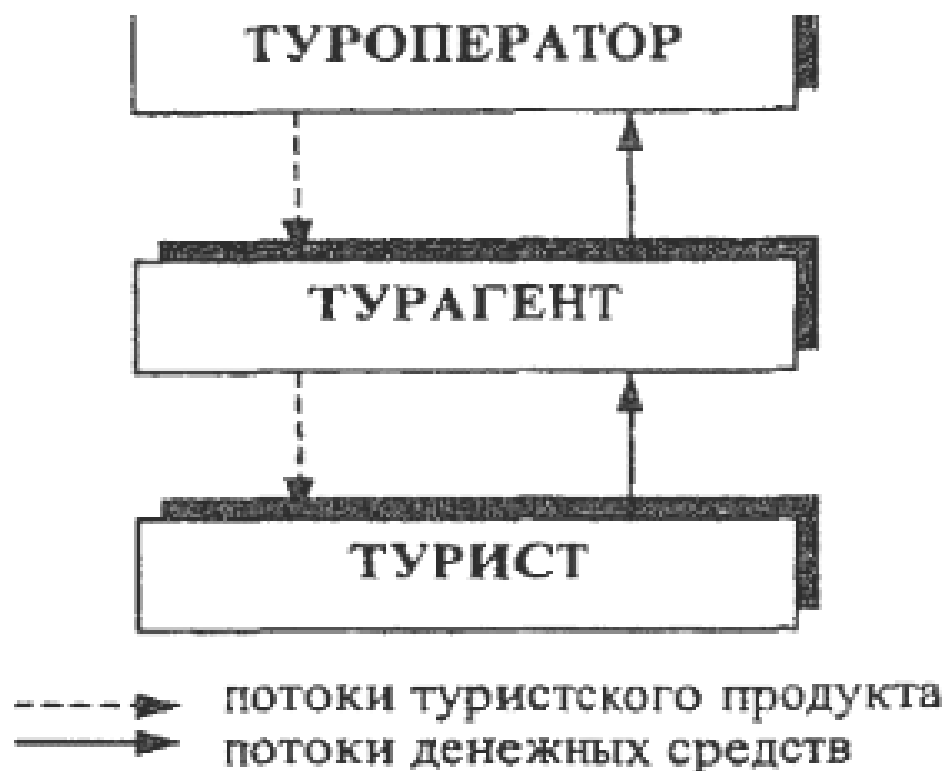 ТУРОПЕРАТОР
ТУРАГЕНТ
ТУРИСТ
потоки туристского продукта
потоки денежных средств